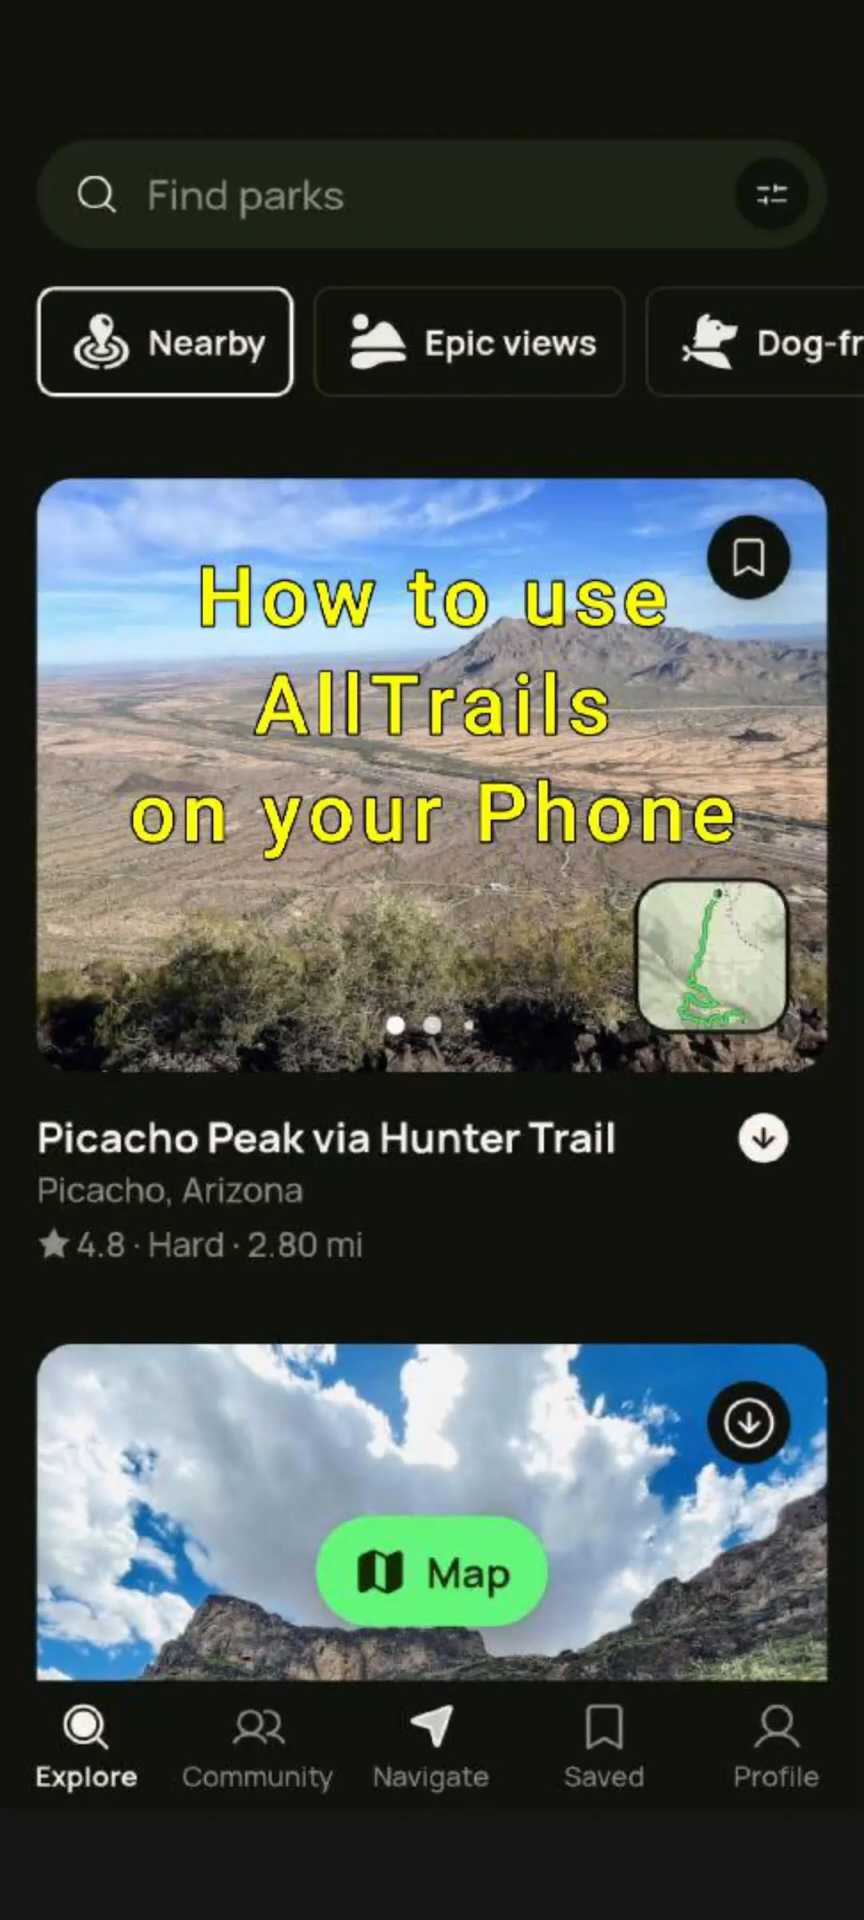 Find parks
Nearby
Epic views
Dog-fr
How to use
AllTrails
on your Phone
Picacho Peak via Hunter Trail
Picacho, Arizona
4.8 · Hard · 2.80 mi
Map
Explore
Community
Navigate
Saved
Profile